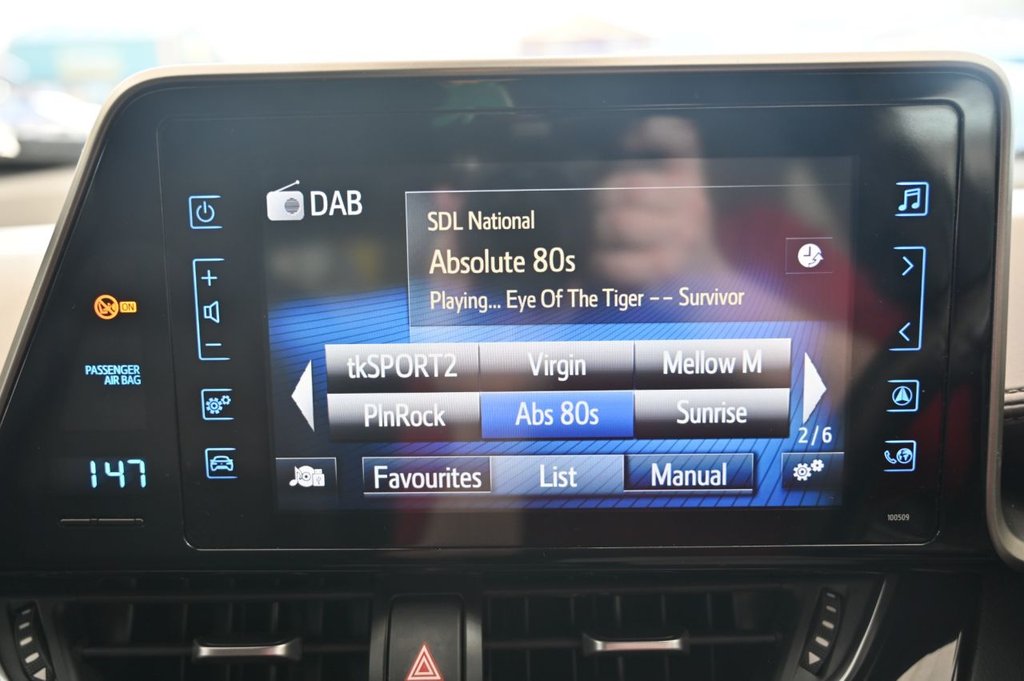 DAB
SDL National
Absolute 80s
Playing... Eye Of The Tiger -- Survivor
ON
PASSENGER
AIR BAG
tkSPORT2 Virgin Mellow M
PlnRock Abs 80s Sunrise
2/6
147
Favourites List Manual
100509